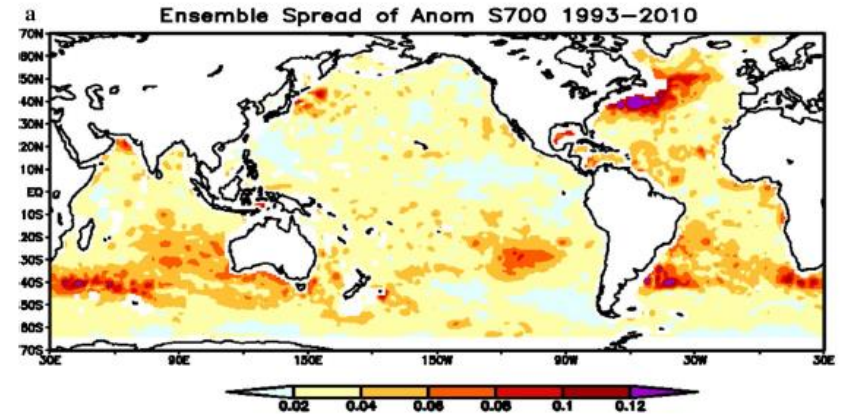 a
Ensemble Spread of Anom S700 1993-2010
70N
60N
50N
40N
30N
20N
10N
EQ
10S
20S
30S
40S
50S
60S
70S
30E 90E 150E 150W 90W 30W 30E
0.02 0.04 0.06 0.08 0.1 0.12